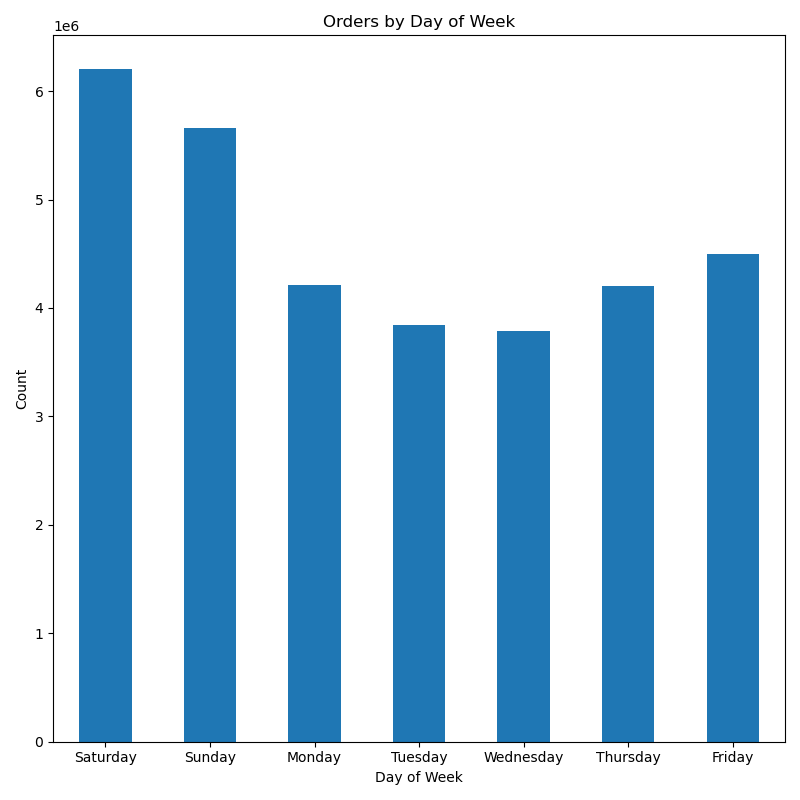 Orders by Day of Week
1e6
6
5
4
3
2
1
0
Count
Saturday Sunday Monday Tuesday Wednesday Thursday Friday
Day of Week